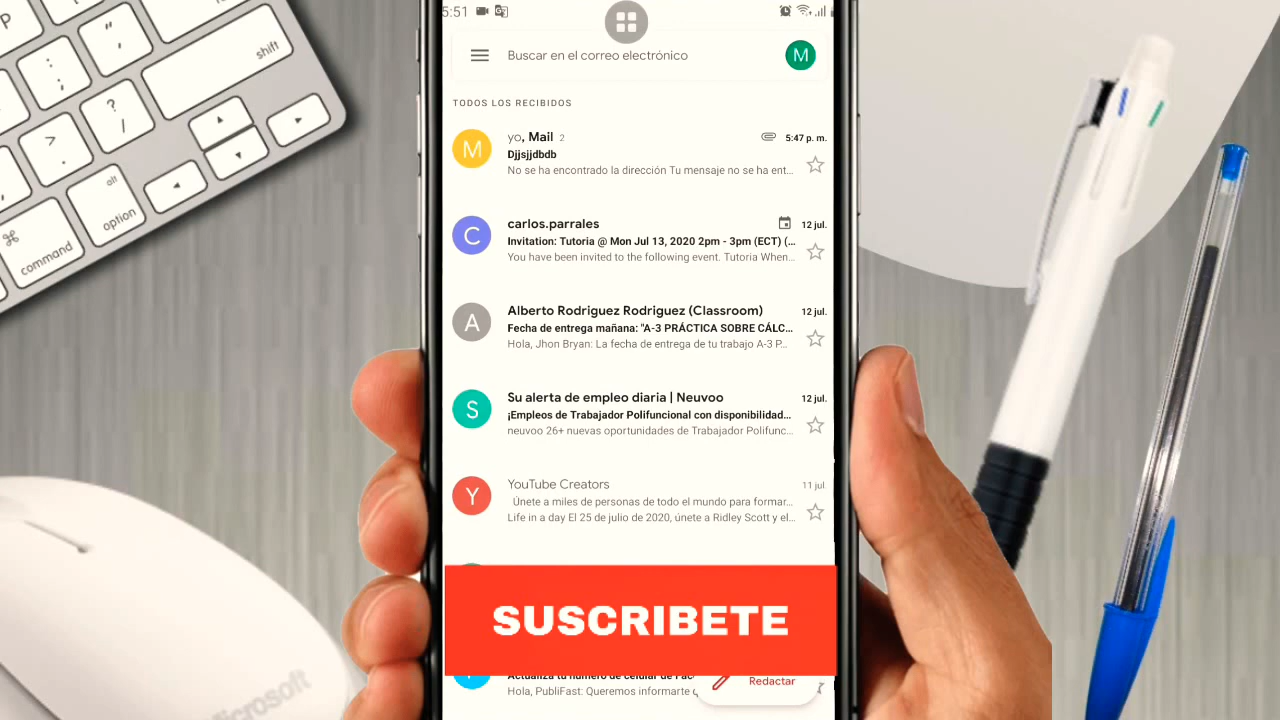 5:51
Buscar en el correo electrónico
M
TODOS LOS RECIBIDOS
M
yo, Mail 2
5:47 p. m.
Djjsjjdbdb
No se ha encontrado la dirección Tu mensaje no se ha ent...
C
carlos.parrales
12 jul.
Invitation: Tutoria @ Mon Jul 13, 2020 2pm - 3pm (ECT) (...
You have been invited to the following event. Tutoria When...
A
Alberto Rodriguez Rodriguez (Classroom)
12 jul.
Fecha de entrega mañana: "A-3 PRÁCTICA SOBRE CÁLC...
Hola, Jhon Bryan: La fecha de entrega de tu trabajo A-3 P...
S
Su alerta de empleo diaria | Neuvoo
12 jul.
¡Empleos de Trabajador Polifuncional con disponibilidad...
neuvoo 26+ nuevas oportunidades de Trabajador Polifunc...
Y
YouTube Creators
11 jul.
Únete a miles de personas de todo el mundo para formar...
Life in a day El 25 de julio de 2020, únete a Ridley Scott y el...
SUSCRIBETE
Hola, PubliFast: Queremos informarte
Redactar
shift
alt
option
command
P
{ [
} ]
: ;
" '
? /
> .
Microsoft